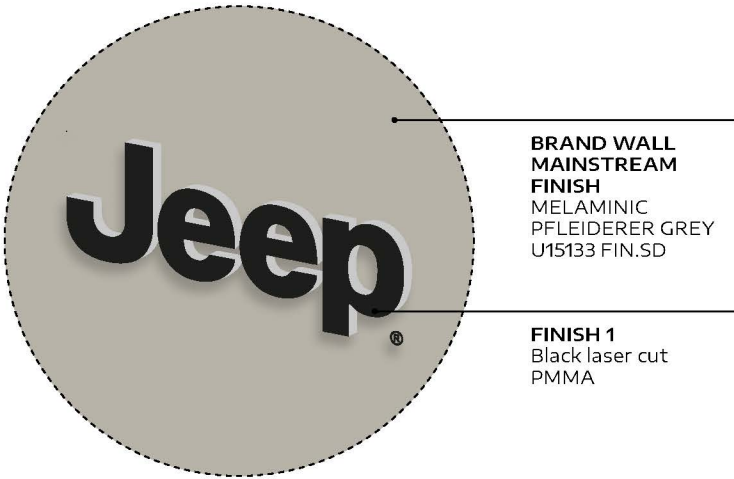 Jeep
®
BRAND WALL
MAINSTREAM
FINISH
MELAMINIC
PFLEIDERER GREY
U15133 FIN.SD
FINISH 1
Black laser cut
PMMA